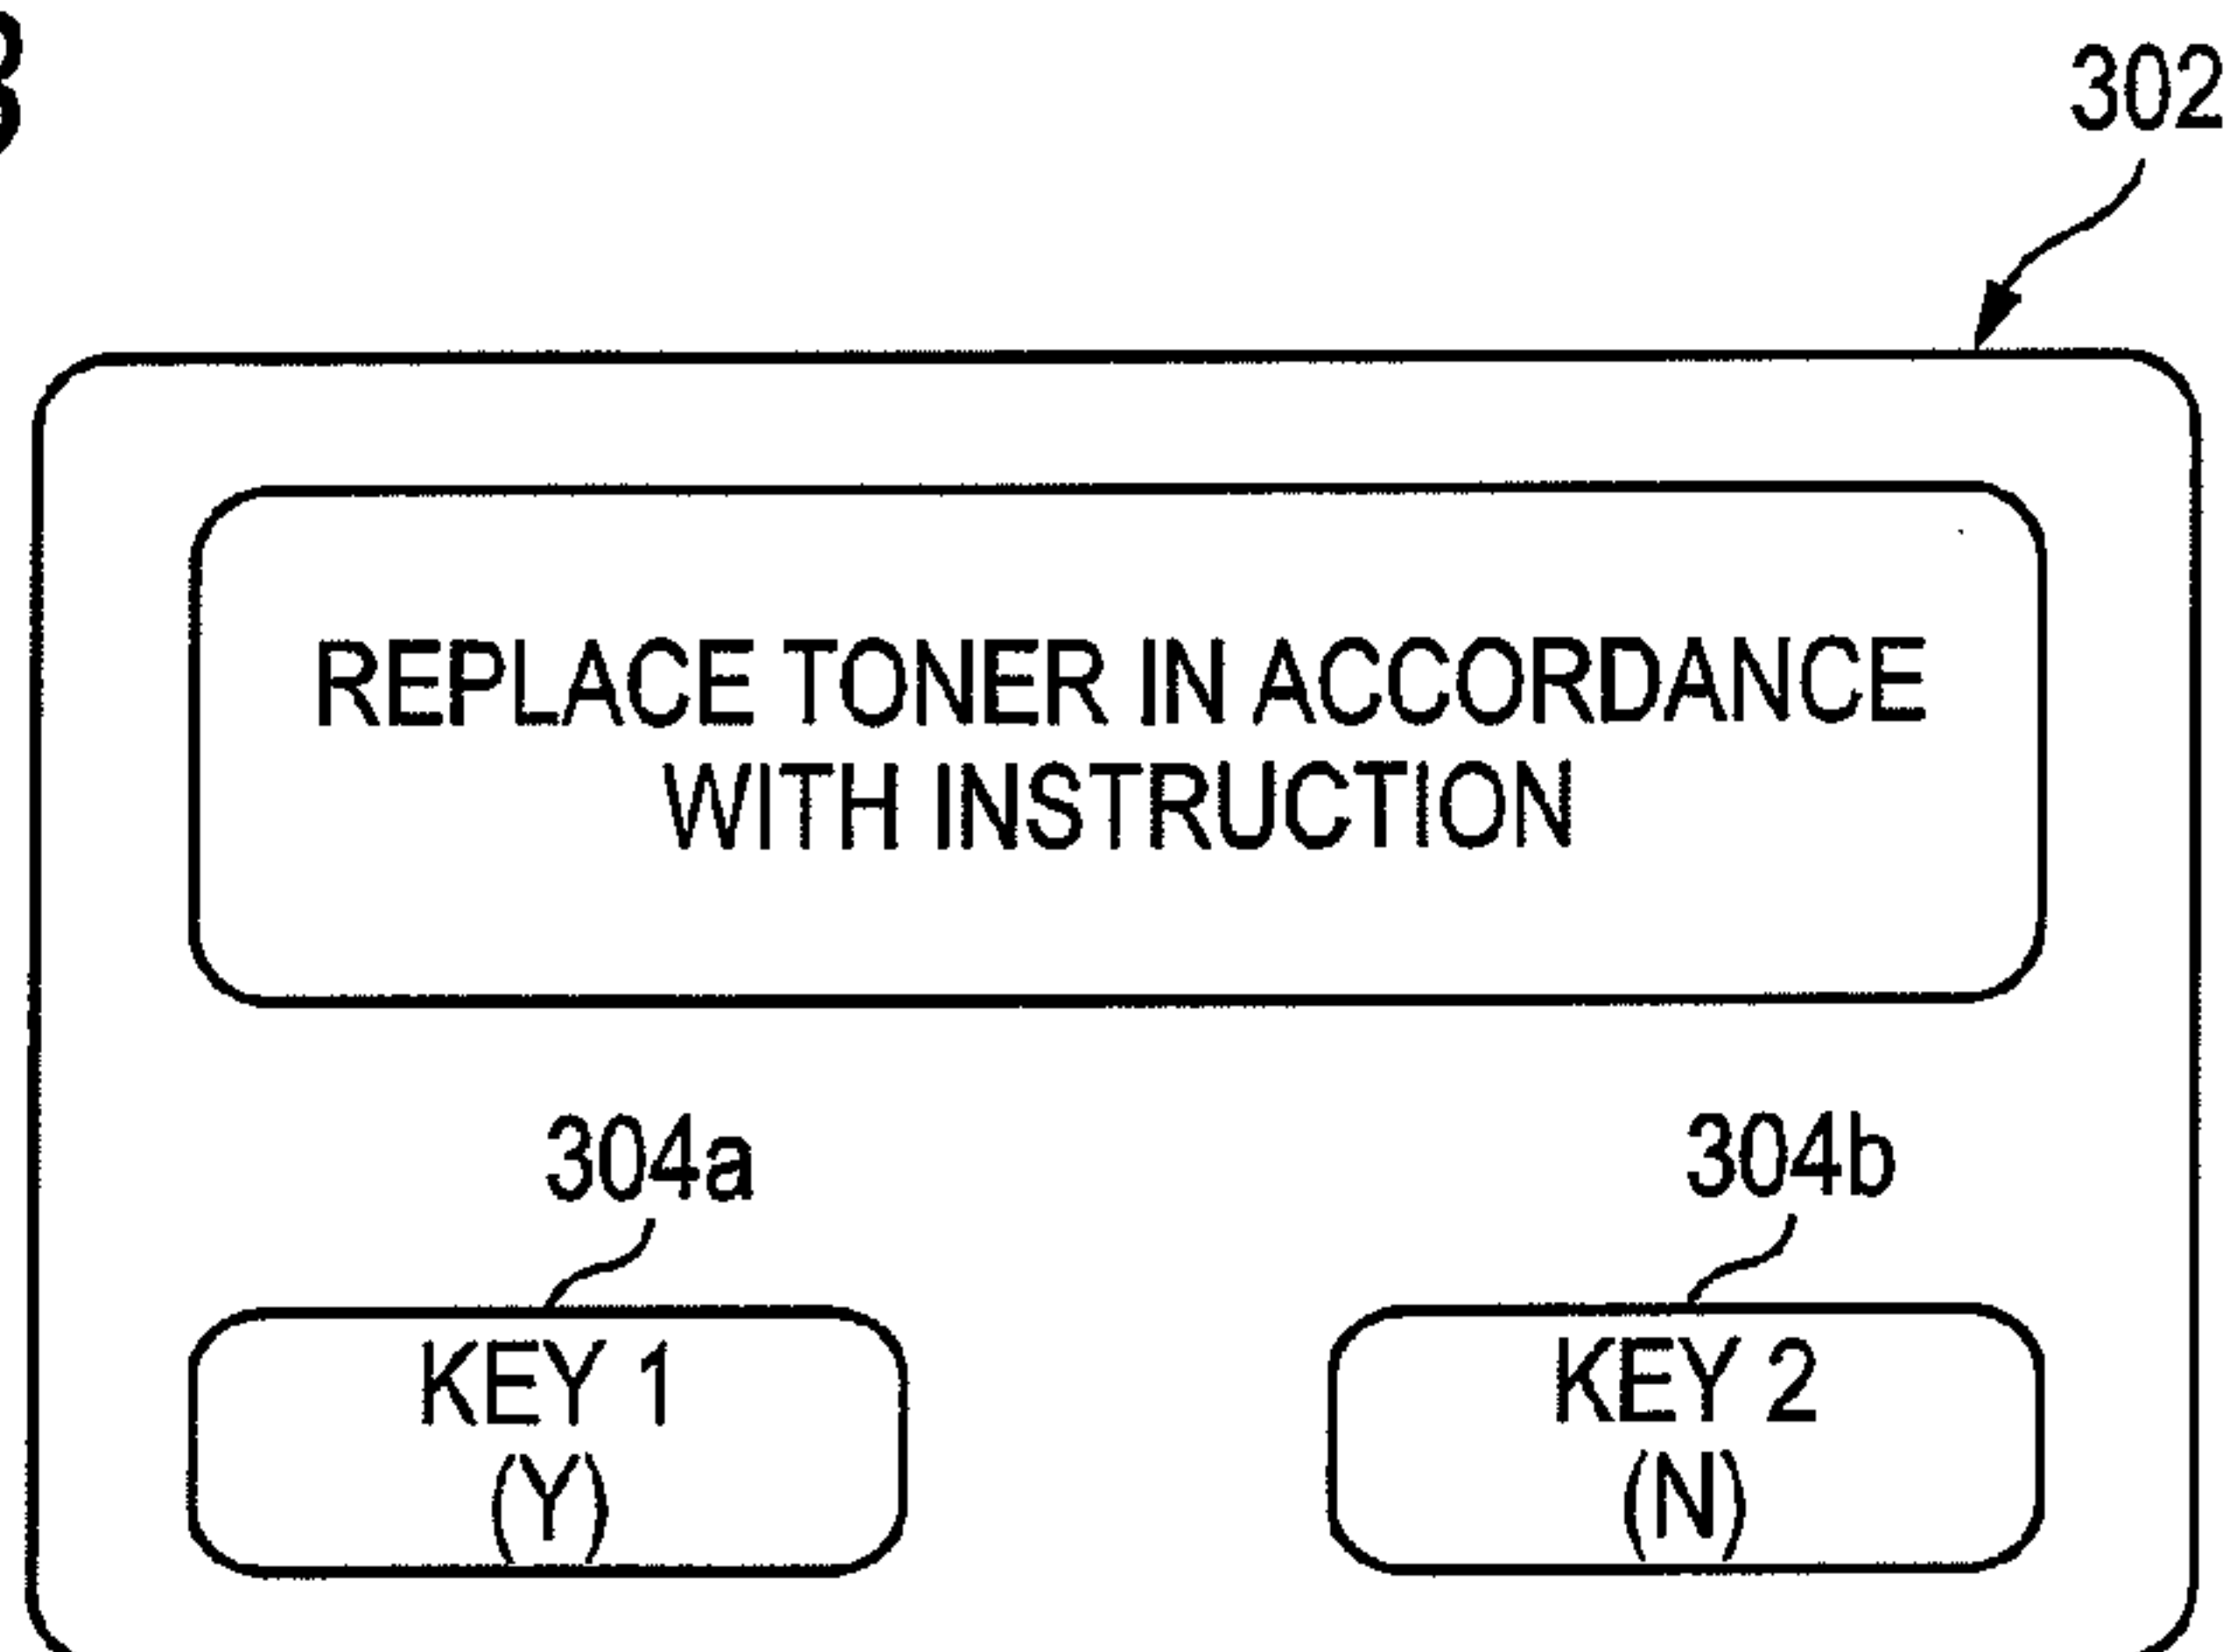 302
REPLACE TONER IN ACCORDANCE
WITH INSTRUCTION
304a
304b
KEY 1
(Y)
KEY 2
(N)